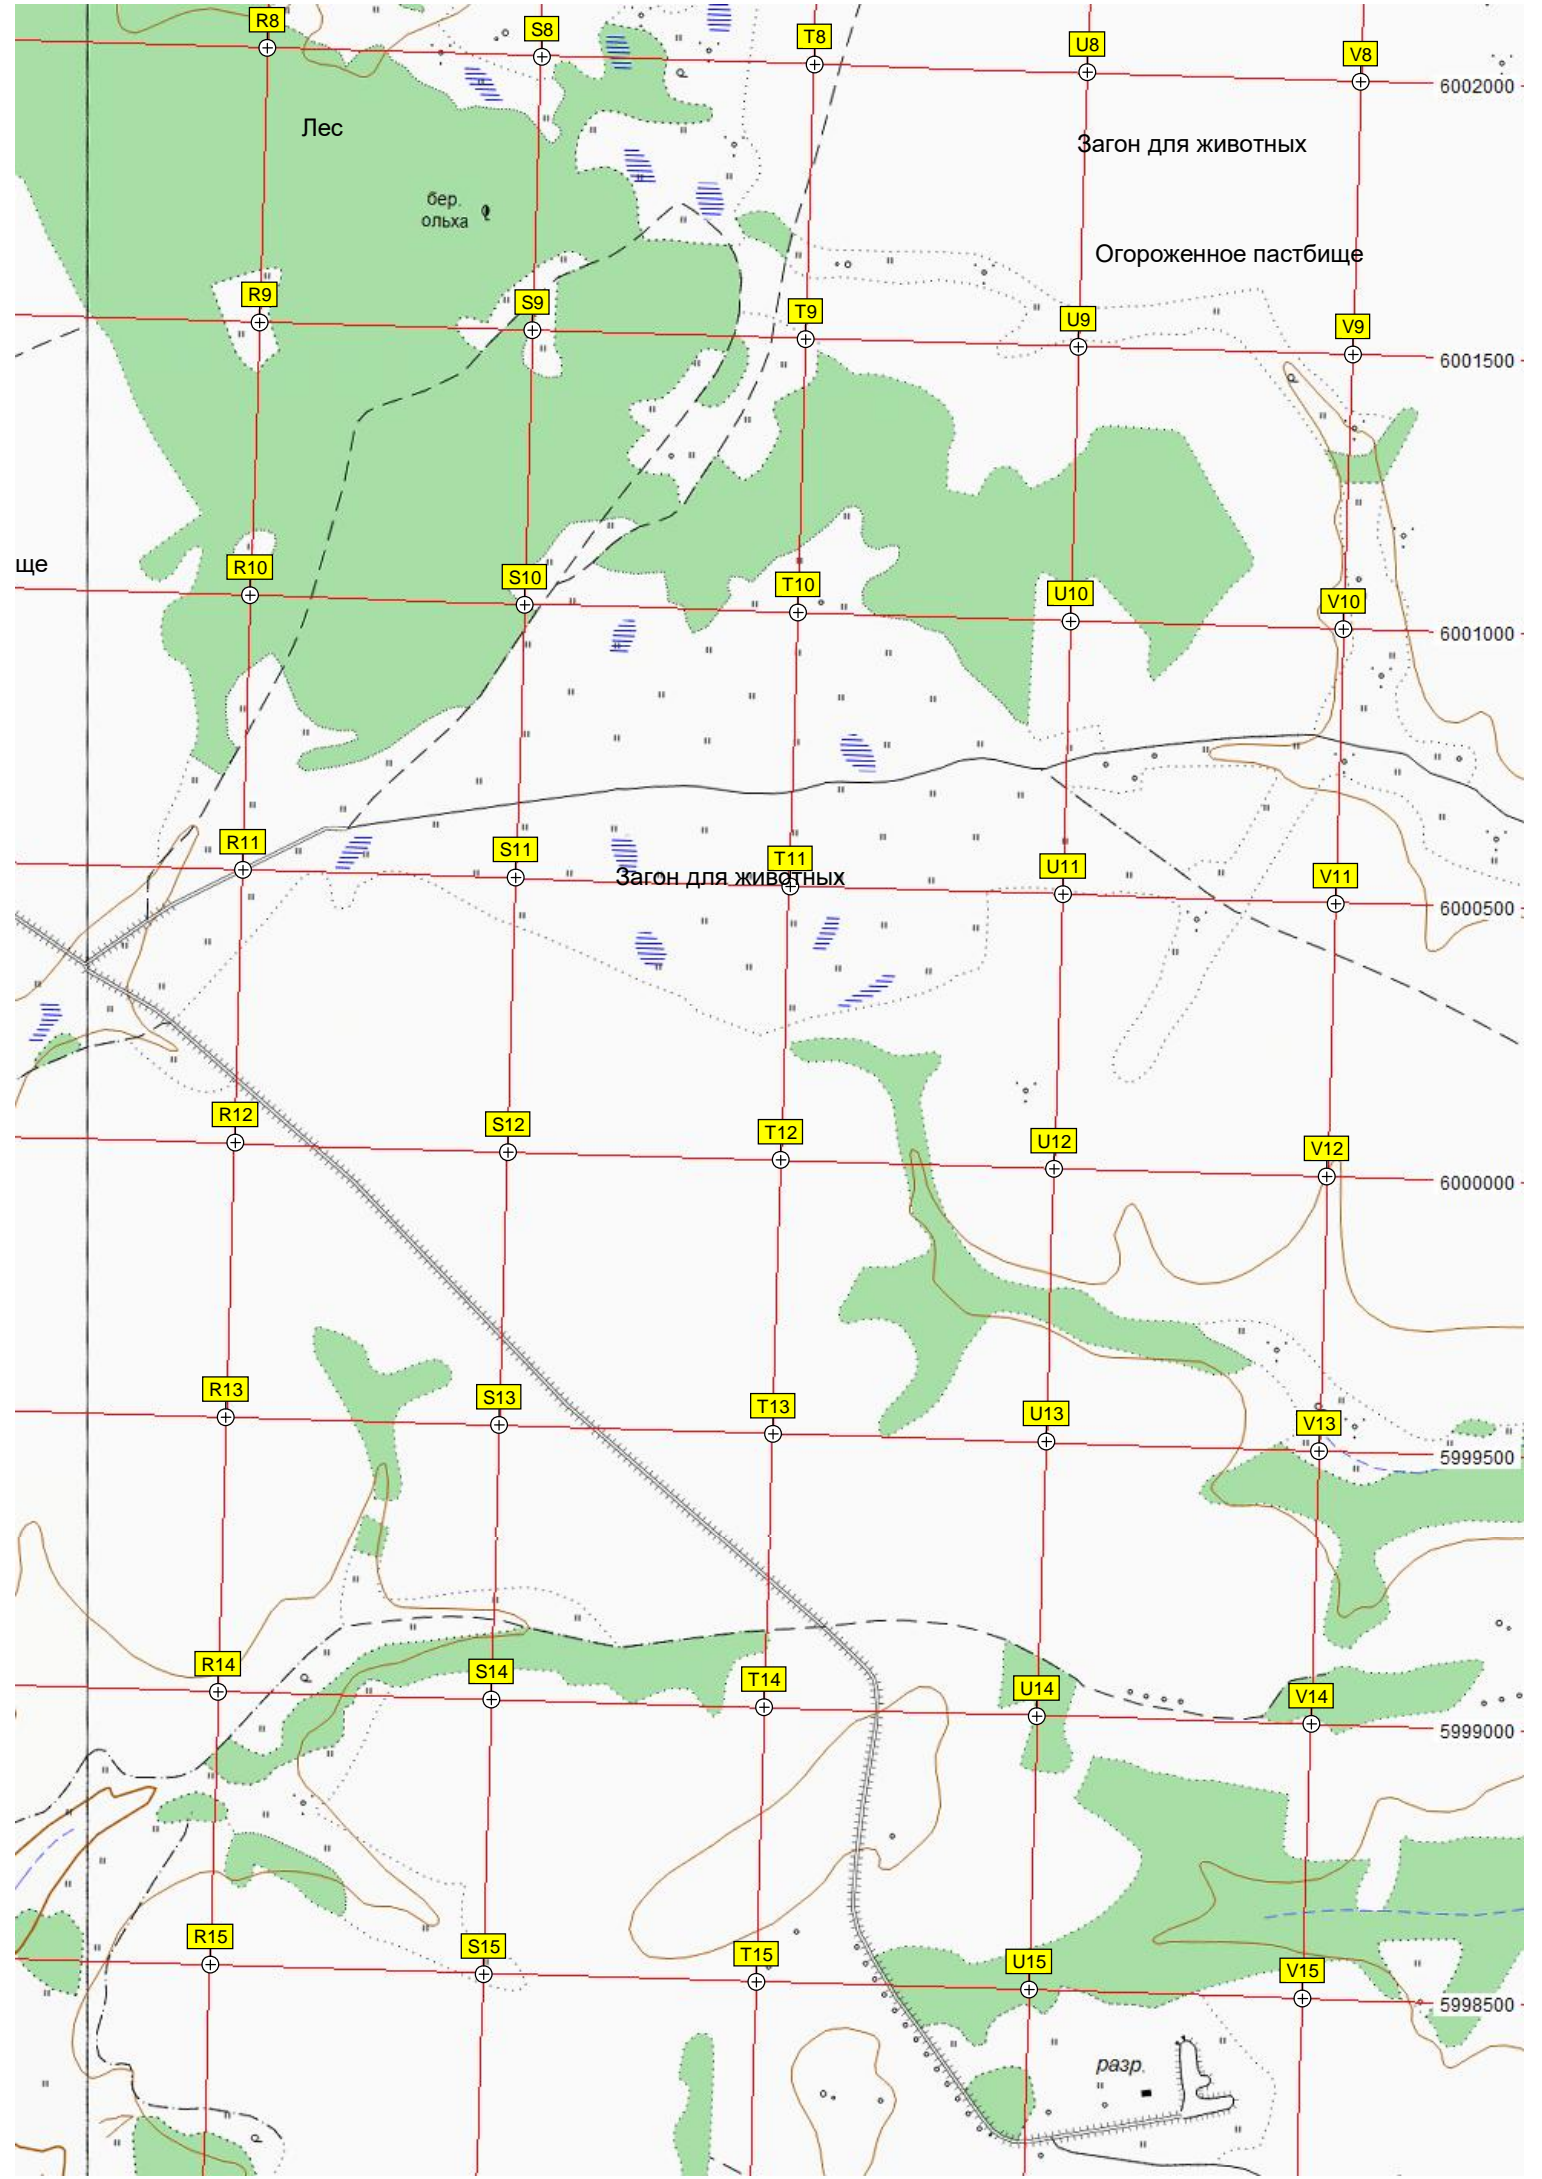 R8
S8
T8
U8
V8
6002000
Лес
Загон для животных
бер.
ольха
Огороженное пастбище
R9
S9
T9
U9
V9
6001500
ще
R10
S10
T10
U10
V10
6001000
R11
S11
T11
U11
V11
Загон для животных
6000500
R12
S12
T12
U12
V12
6000000
R13
S13
T13
U13
V13
5999500
R14
S14
T14
U14
V14
5999000
R15
S15
T15
U15
V15
5998500
разр.